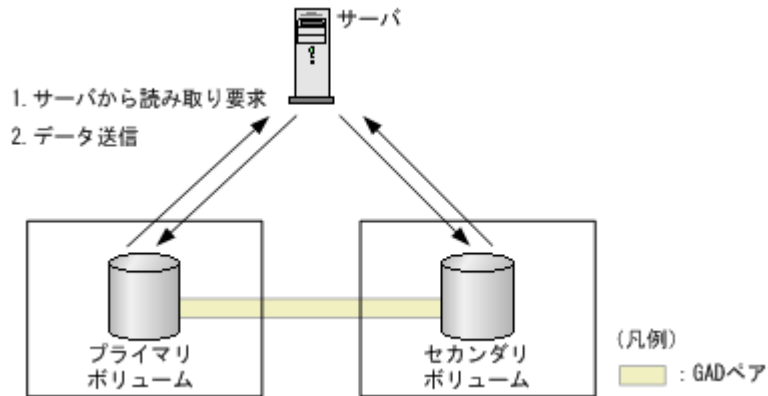 サーバ
1. サーバから読み取り要求
2. データ送信
プライマリ
ボリューム
セカンダリ
ボリューム
(凡例)
: GADペア